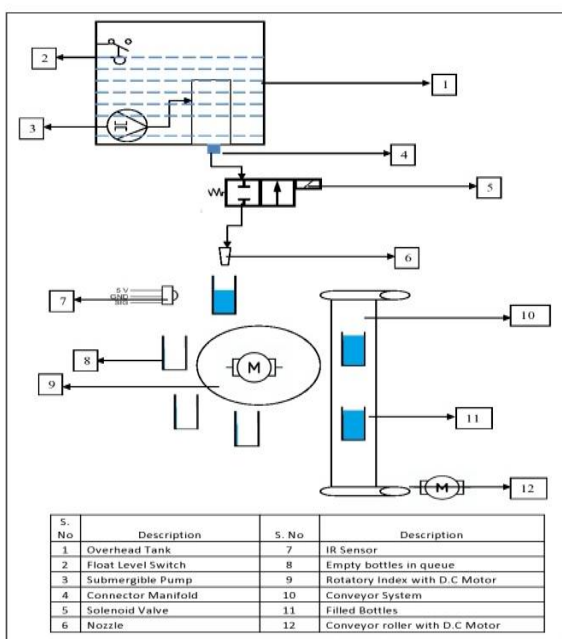 2
1
3
4
5
6
7
5 V
GND
SIG
10
8
M
9
11
M
12
S. No Description S. No Description
1 Overhead Tank 7 IR Sensor
2 Float Level Switch 8 Empty bottles in queue
3 Submergible Pump 9 Rotatory Index with D.C Motor
4 Connector Manifold 10 Conveyor System
5 Solenoid Valve 11 Filled Bottles
6 Nozzle 12 Conveyor roller with D.C Motor